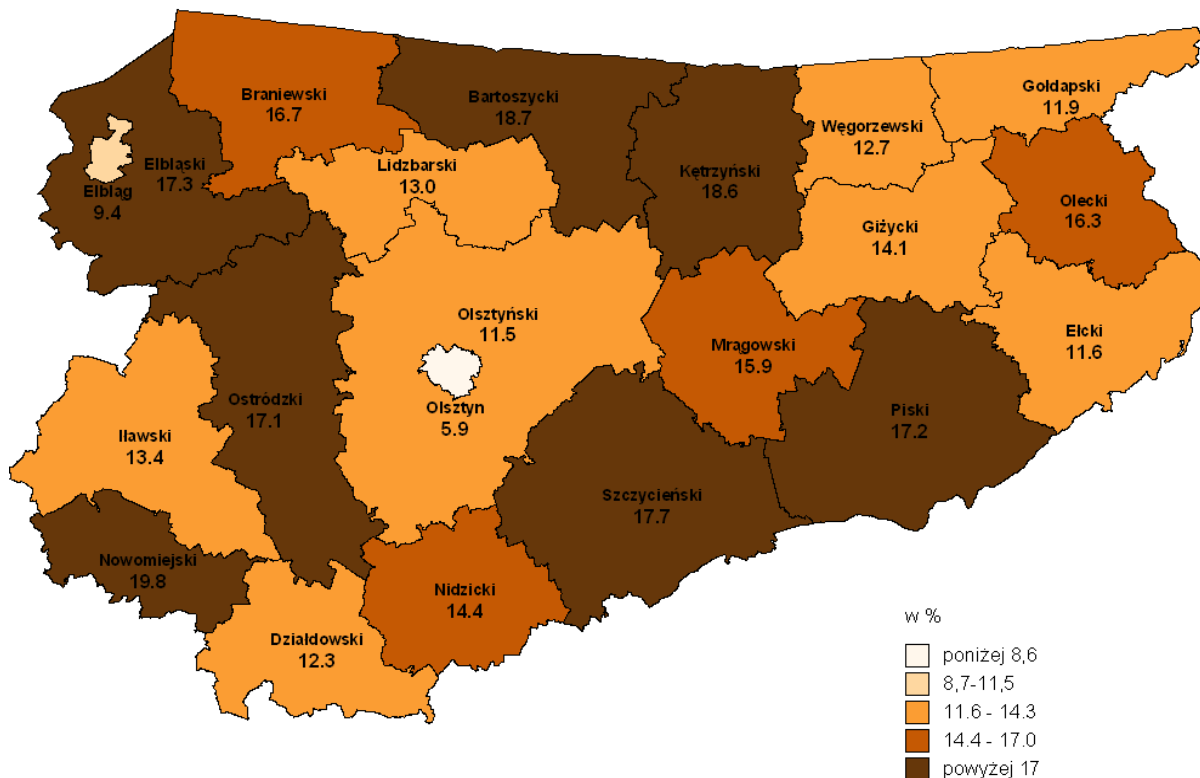 Braniewski
16.7
Bartoszycki
18.7
Gołdapski
11.9
Węgorzewski
12.7
Elbląski
17.3
Elbląg
9.4
Lidzbarski
13.0
Kętrzyński
18.6
Olecki
16.3
Giżycki
14.1
Olsztyński
11.5
Ełcki
11.6
Mrągowski
15.9
Ostródzki
17.1
Olsztyn
5.9
Piski
17.2
Iławski
13.4
Szczycieński
17.7
Nowomiejski
19.8
Nidzicki
14.4
Działdowski
12.3
w %
poniżej 8,6
8,7-11,5
11.6 - 14.3
14.4 - 17.0
powyżej 17